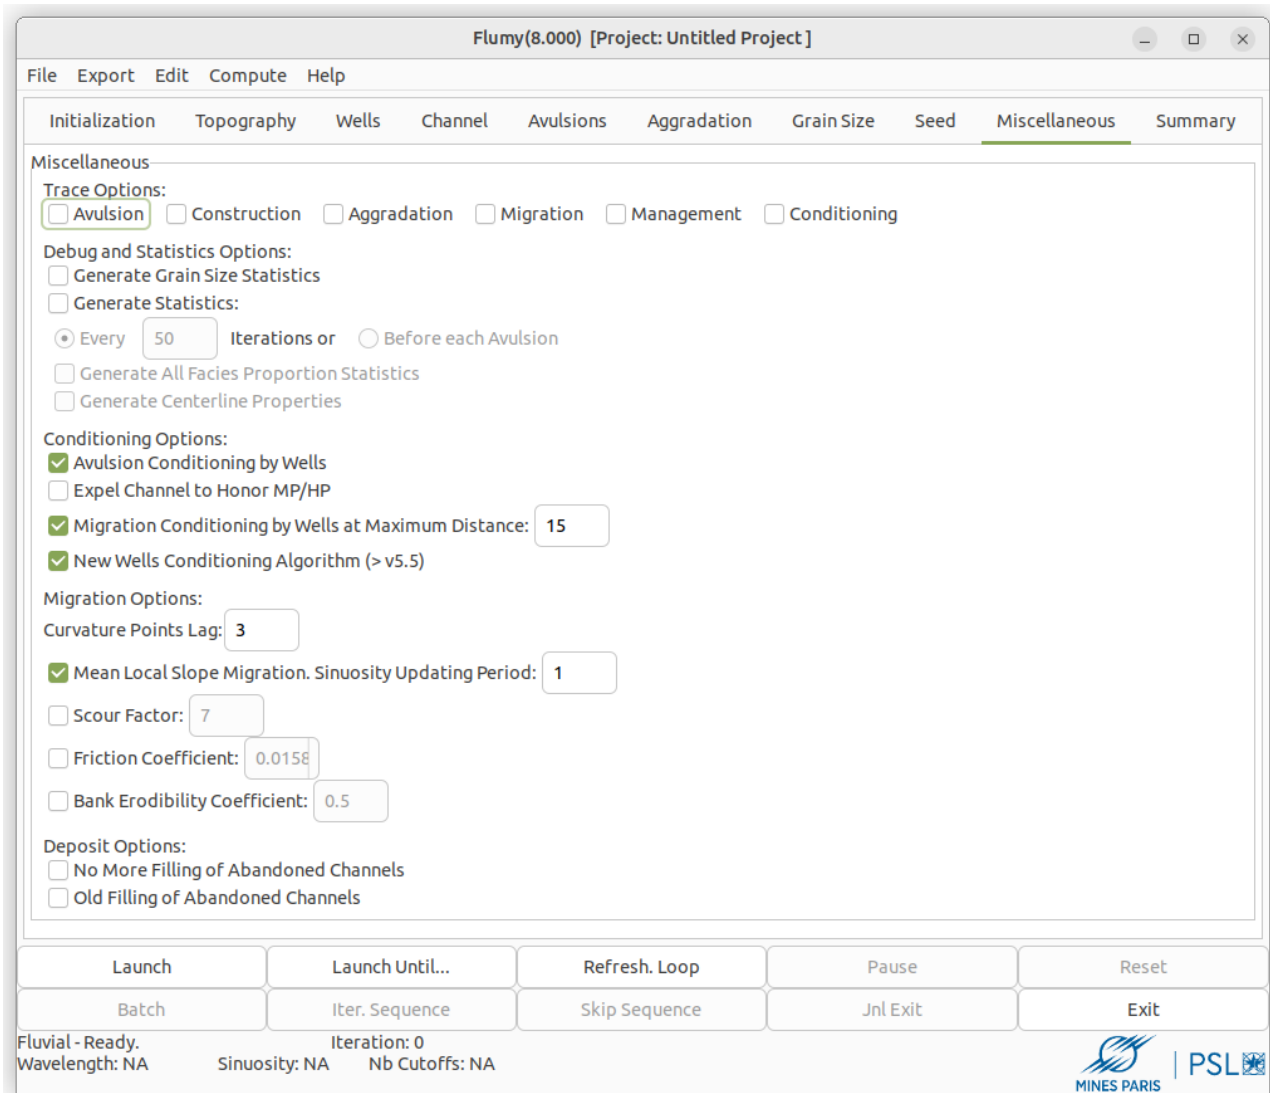 Flumy(8.000) [Project: Untitled Project ]
File Export Edit Compute Help
Initialization Topography Wells Channel Avulsions Aggradation Grain Size Seed Miscellaneous Summary
Miscellaneous
Trace Options:
Avulsion Construction Aggradation Migration Management Conditioning
Debug and Statistics Options:
Generate Grain Size Statistics
Generate Statistics:
Every 50 Iterations or Before each Avulsion
Generate All Facies Proportion Statistics
Generate Centerline Properties
Conditioning Options:
Avulsion Conditioning by Wells
Expel Channel to Honor MP/HP
Migration Conditioning by Wells at Maximum Distance: 15
New Wells Conditioning Algorithm (> v5.5)
Migration Options:
Curvature Points Lag: 3
Mean Local Slope Migration. Sinuosity Updating Period: 1
Scour Factor: 7
Friction Coefficient: 0.0158
Bank Erodibility Coefficient: 0.5
Deposit Options:
No More Filling of Abandoned Channels
Old Filling of Abandoned Channels
Launch Launch Until... Refresh. Loop Pause Reset
Batch Iter. Sequence Skip Sequence Jnl Exit Exit
Fluvial - Ready. Iteration: 0
Wavelength: NA Sinuosity: NA Nb Cutoffs: NA
MINES PARIS | PSL